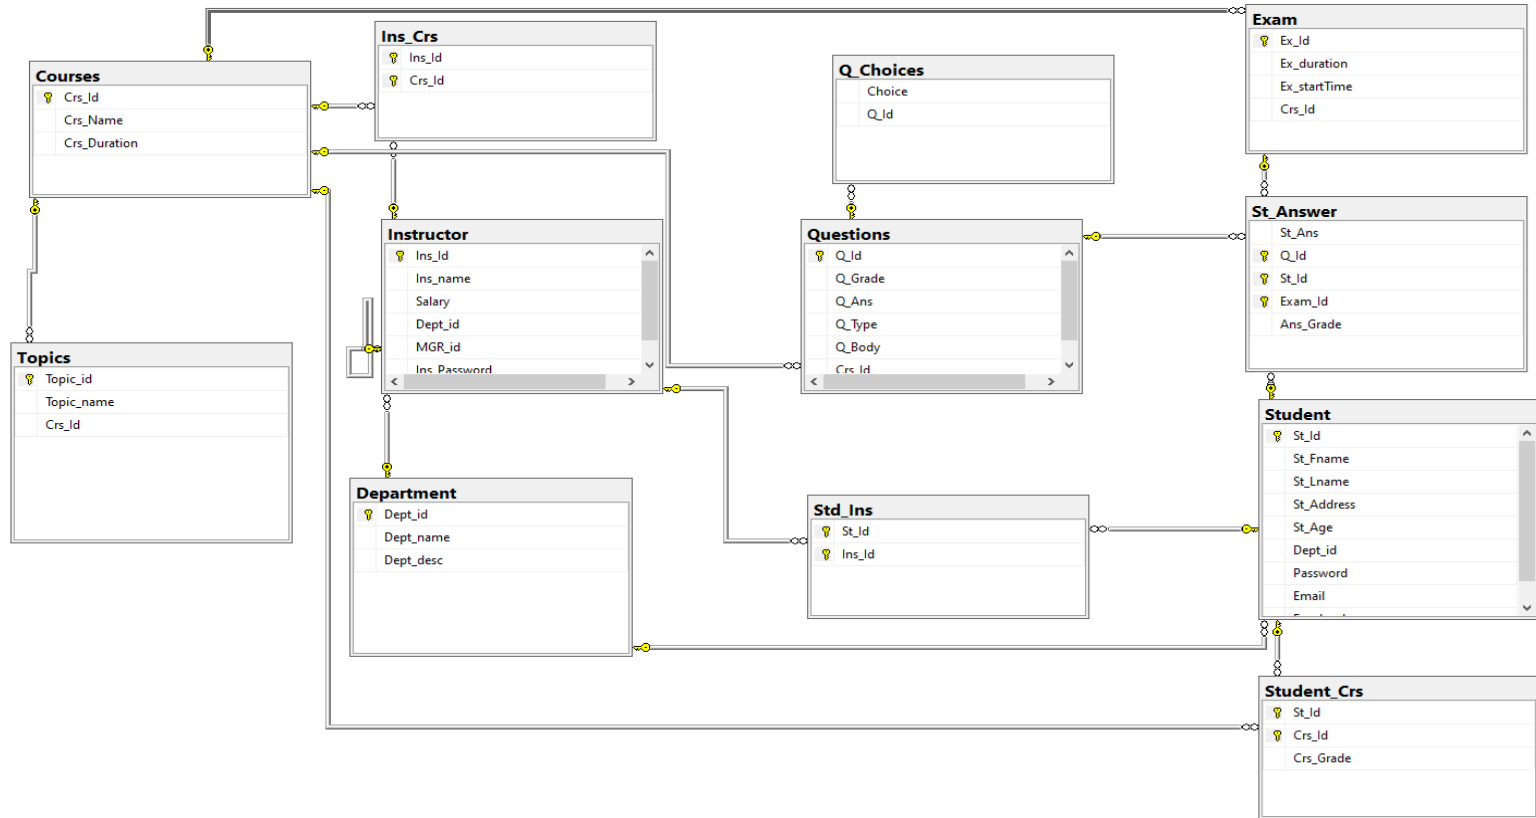 Courses
Crs_Id
Crs_Name
Crs_Duration
Ins_Crs
Ins_Id
Crs_Id
Q_Choices
Choice
Q_Id
Exam
Ex_Id
Ex_duration
Ex_startTime
Crs_Id
Instructor
Ins_Id
Ins_name
Salary
Dept_id
MGR_id
Ins_Password
Questions
Q_Id
Q_Grade
Q_Ans
Q_Type
Q_Body
Crs_Id
St_Answer
St_Ans
Q_Id
St_Id
Exam_Id
Ans_Grade
Topics
Topic_id
Topic_name
Crs_Id
Department
Dept_id
Dept_name
Dept_desc
Std_Ins
St_Id
Ins_Id
Student
St_Id
St_Fname
St_Lname
St_Address
St_Age
Dept_id
Password
Email
Student_Crs
St_Id
Crs_Id
Crs_Grade